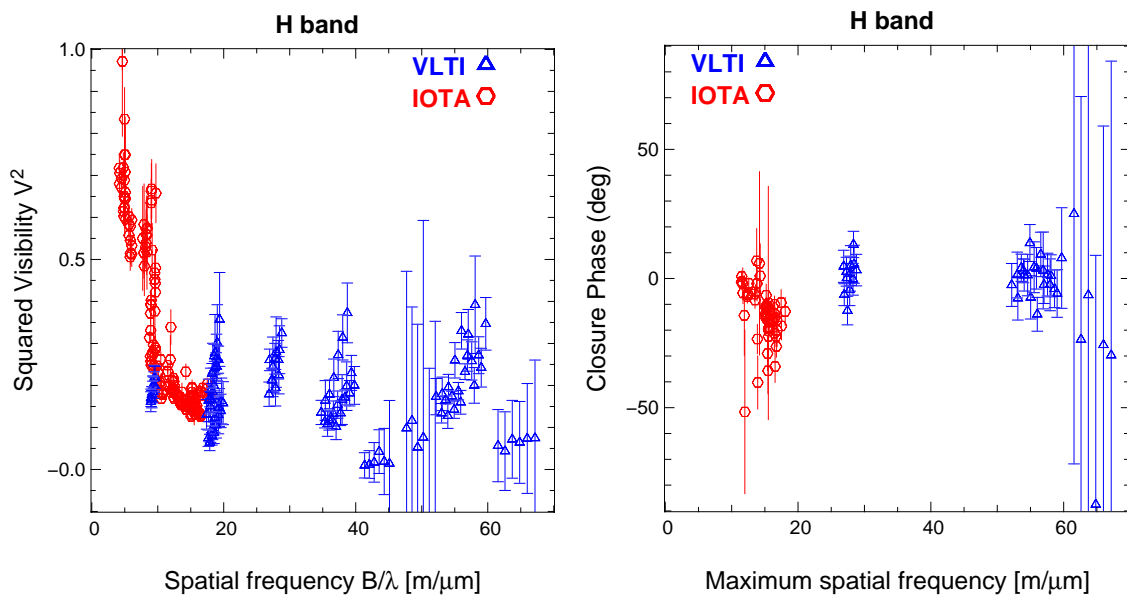 H band
VLTI
IOTA
1.0
0.5
−0.0
0
20
40
60
Squared Visibility V²
Spatial frequency B/λ [m/μm]
H band
VLTI
IOTA
50
0
−50
0
20
40
60
Closure Phase (deg)
Maximum spatial frequency [m/μm]